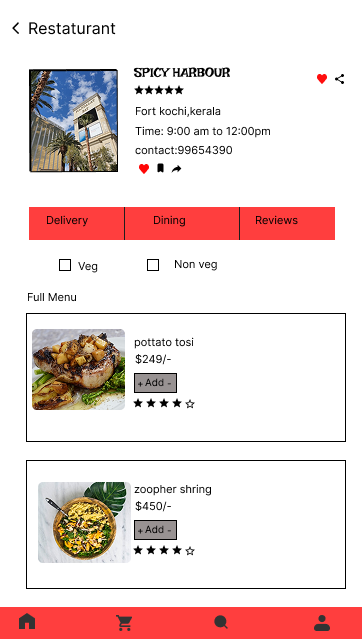 Restaturant
SPICY HARBOUR
Fort kochi,kerala
Time: 9:00 am to 12:00pm
contact:99654390
Delivery Dining Reviews
Veg Non veg
Full Menu
pottato tosi
$249/-
+ Add -
zoopher shring
$450/-
+ Add -